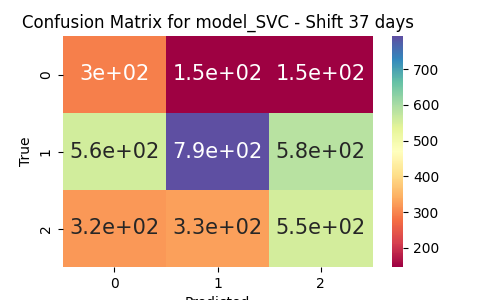 Confusion Matrix for model_SVC - Shift 37 days
0 3e+02 1.5e+02 1.5e+02
1 5.6e+02 7.9e+02 5.8e+02
2 3.2e+02 3.3e+02 5.5e+02
0 1 2
Predicted
True
700
600
500
400
300
200